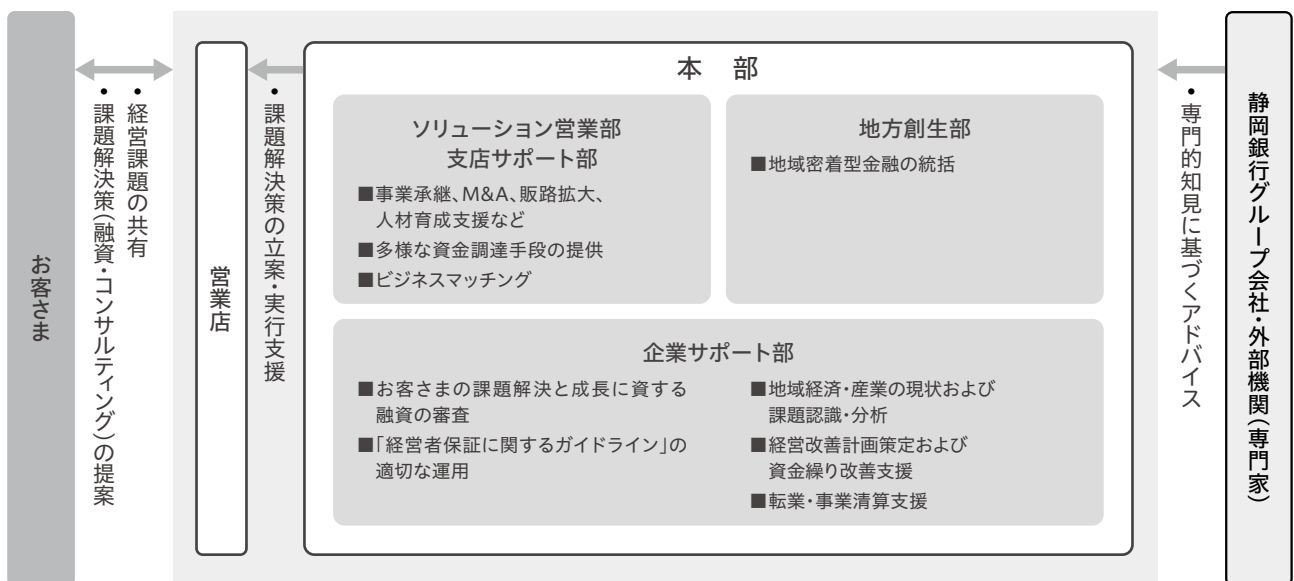 お客さま
・経営課題の共有
・課題解決策(融資・コンサルティング)の提案
営業店
・課題解決策の立案・実行支援
本 部
ソリューション営業部
支店サポート部
■事業承継、M&A、販路拡大、
人材育成支援など
■多様な資金調達手段の提供
■ビジネスマッチング
地方創生部
■地域密着型金融の統括
企業サポート部
■お客さまの課題解決と成長に資する
融資の審査
■「経営者保証に関するガイドライン」の
適切な運用
■地域経済・産業の現状および
課題認識・分析
■経営改善計画策定および
資金繰り改善支援
■転業・事業清算支援
・専門的知見に基づくアドバイス
静岡銀行グループ会社・外部機関(専門家)